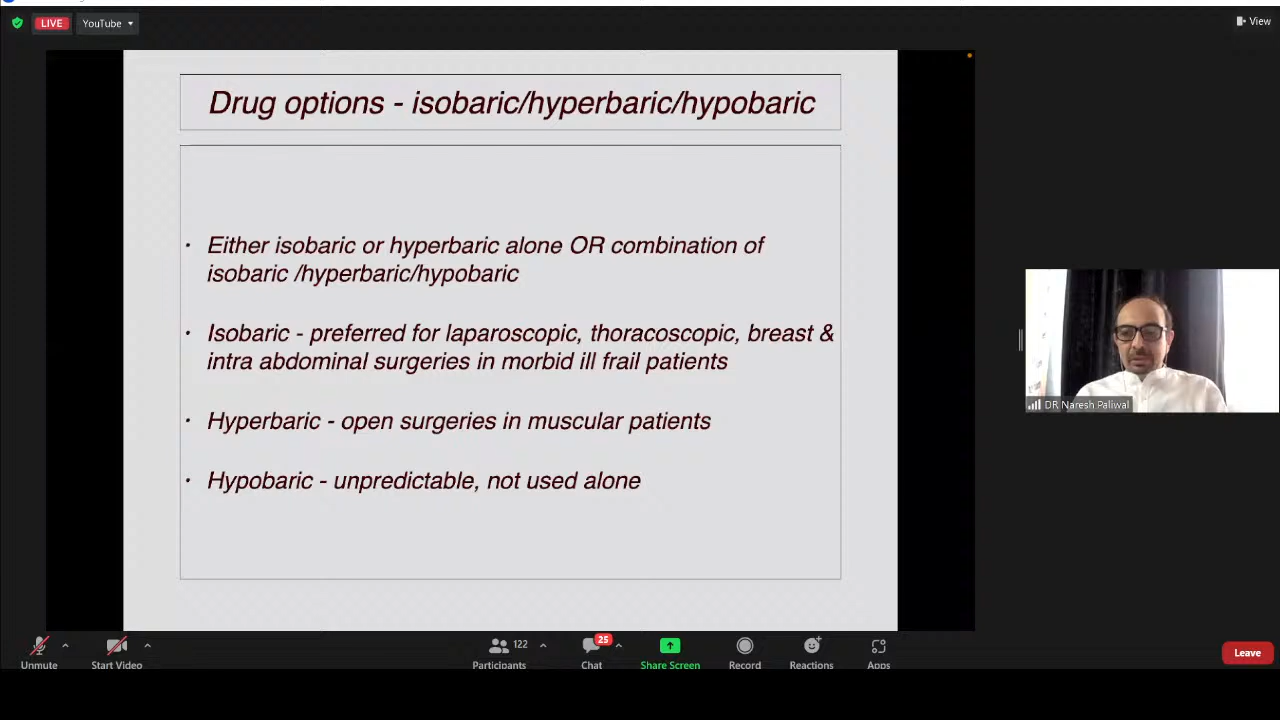 LIVE
YouTube
View
Drug options - isobaric/hyperbaric/hypobaric
• Either isobaric or hyperbaric alone OR combination of
isobaric /hyperbaric/hypobaric
• Isobaric - preferred for laparoscopic, thoracoscopic, breast &
intra abdominal surgeries in morbid ill frail patients
• Hyperbaric - open surgeries in muscular patients
• Hypobaric - unpredictable, not used alone
DR Naresh Paliwal
122
25
Unmute
Start Video
Participants
Chat
Share Screen
Record
Reactions
Apps
Leave